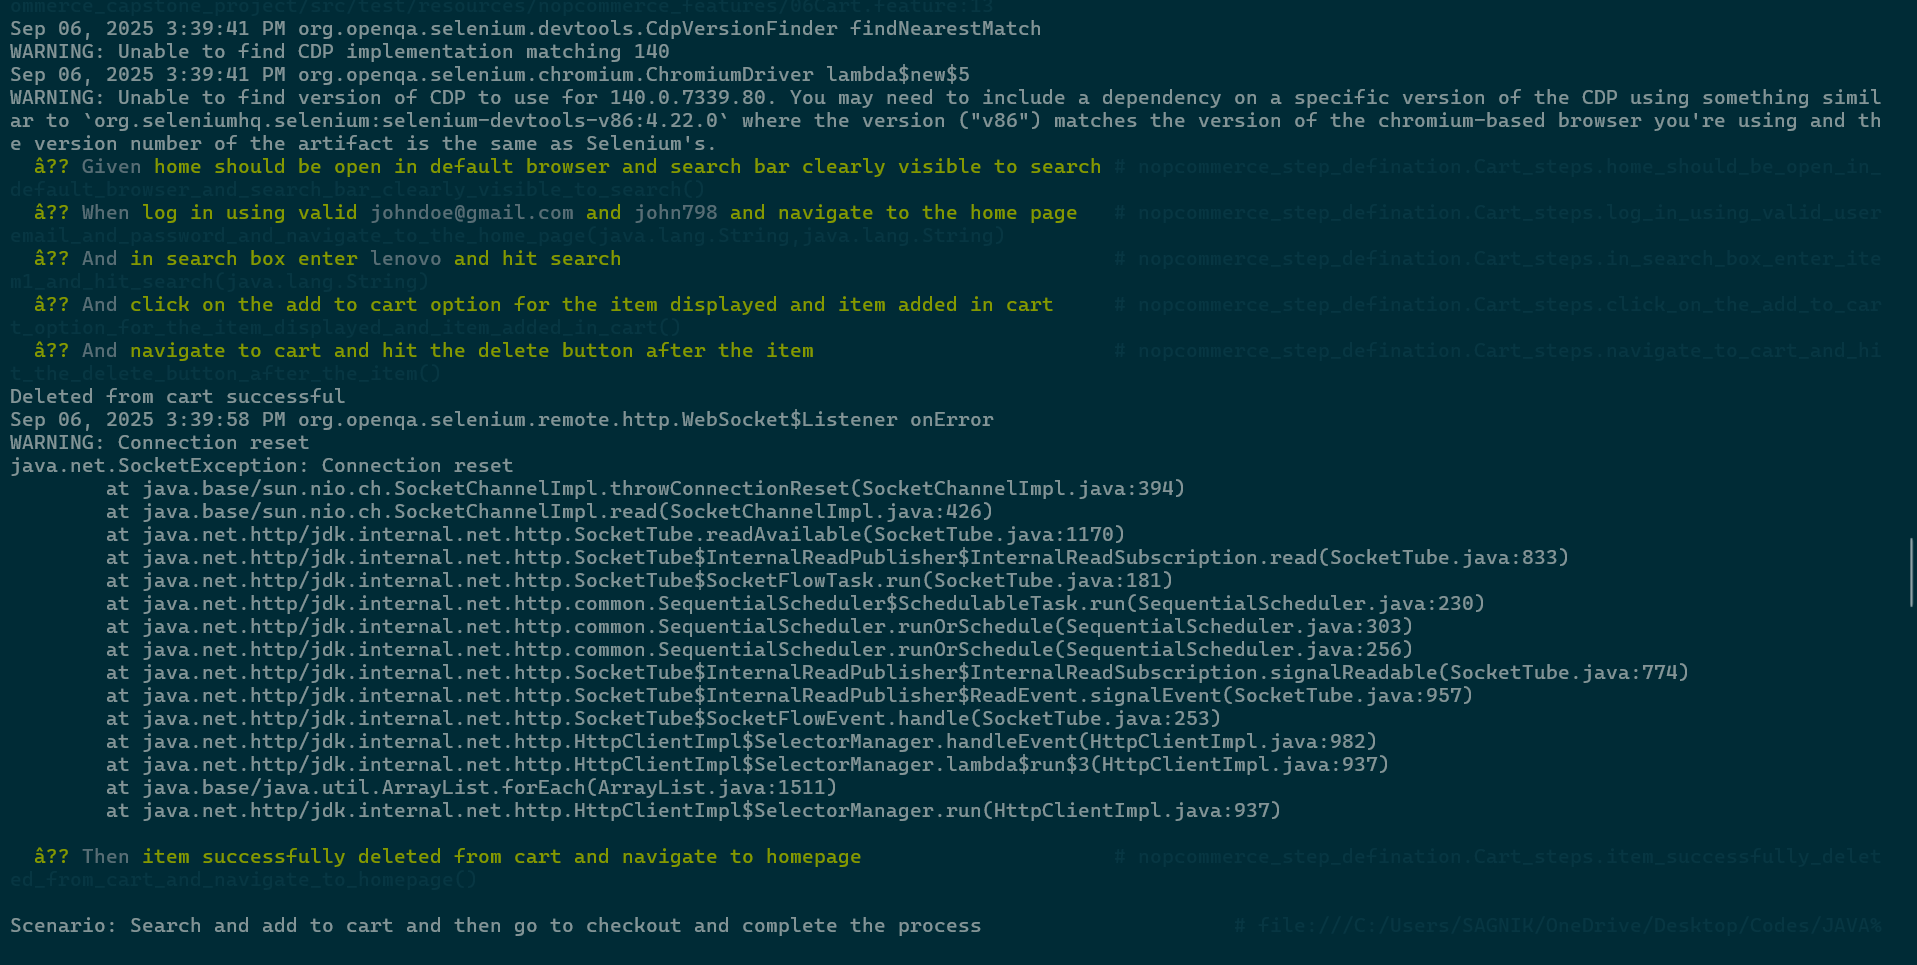 ommerce_capstone_project/src/test/resources/nopcommerce_features/06Cart.feature:13
Sep 06, 2025 3:39:41 PM org.openqa.selenium.devtools.CdpVersionFinder findNearestMatch
WARNING: Unable to find CDP implementation matching 140
Sep 06, 2025 3:39:41 PM org.openqa.selenium.chromium.ChromiumDriver lambda$new$5
WARNING: Unable to find version of CDP to use for 140.0.7339.80. You may need to include a dependency on a specific version of the CDP using something simil
ar to `org.seleniumhq.selenium:selenium-devtools-v86:4.22.0` where the version ("v86") matches the version of the chromium-based browser you're using and th
e version number of the artifact is the same as Selenium's.
  â?? Given home should be open in default browser and search bar clearly visible to search # nopcommerce_step_defination.Cart_steps.home_should_be_open_in_
default_browser_and_search_bar_clearly_visible_to_search()
  â?? When log in using valid johndoe@gmail.com and john798 and navigate to the home page   # nopcommerce_step_defination.Cart_steps.log_in_using_valid_user
email_and_password_and_navigate_to_the_home_page(java.lang.String,java.lang.String)
  â?? And in search box enter lenovo and hit search                                         # nopcommerce_step_defination.Cart_steps.in_search_box_enter_ite
m1_and_hit_search(java.lang.String)
  â?? And click on the add to cart option for the item displayed and item added in cart     # nopcommerce_step_defination.Cart_steps.click_on_the_add_to_car
t_option_for_the_item_displayed_and_item_added_in_cart()
  â?? And navigate to cart and hit the delete button after the item                         # nopcommerce_step_defination.Cart_steps.navigate_to_cart_and_hi
t_the_delete_button_after_the_item()
Deleted from cart successful
Sep 06, 2025 3:39:58 PM org.openqa.selenium.remote.http.WebSocket$Listener onError
WARNING: Connection reset
java.net.SocketException: Connection reset
        at java.base/sun.nio.ch.SocketChannelImpl.throwConnectionReset(SocketChannelImpl.java:394)
        at java.base/sun.nio.ch.SocketChannelImpl.read(SocketChannelImpl.java:426)
        at java.net.http/jdk.internal.net.http.SocketTube.readAvailable(SocketTube.java:1170)
        at java.net.http/jdk.internal.net.http.SocketTube$InternalReadPublisher$InternalReadSubscription.read(SocketTube.java:833)
        at java.net.http/jdk.internal.net.http.SocketTube$SocketFlowTask.run(SocketTube.java:181)
        at java.net.http/jdk.internal.net.http.common.SequentialScheduler$SchedulableTask.run(SequentialScheduler.java:230)
        at java.net.http/jdk.internal.net.http.common.SequentialScheduler.runOrSchedule(SequentialScheduler.java:303)
        at java.net.http/jdk.internal.net.http.common.SequentialScheduler.runOrSchedule(SequentialScheduler.java:256)
        at java.net.http/jdk.internal.net.http.SocketTube$InternalReadPublisher$InternalReadSubscription.signalReadable(SocketTube.java:774)
        at java.net.http/jdk.internal.net.http.SocketTube$InternalReadPublisher$ReadEvent.signalEvent(SocketTube.java:957)
        at java.net.http/jdk.internal.net.http.SocketTube$SocketFlowEvent.handle(SocketTube.java:253)
        at java.net.http/jdk.internal.net.http.HttpClientImpl$SelectorManager.handleEvent(HttpClientImpl.java:982)
        at java.net.http/jdk.internal.net.http.HttpClientImpl$SelectorManager.lambda$run$3(HttpClientImpl.java:937)
        at java.base/java.util.ArrayList.forEach(ArrayList.java:1511)
        at java.net.http/jdk.internal.net.http.HttpClientImpl$SelectorManager.run(HttpClientImpl.java:937)
  â?? Then item successfully deleted from cart and navigate to homepage                     # nopcommerce_step_defination.Cart_steps.item_successfully_delet
ed_from_cart_and_navigate_to_homepage()
Scenario: Search and add to cart and then go to checkout and complete the process                     # file:///C:/Users/SAGNIK/OneDrive/Desktop/Codes/JAVA%